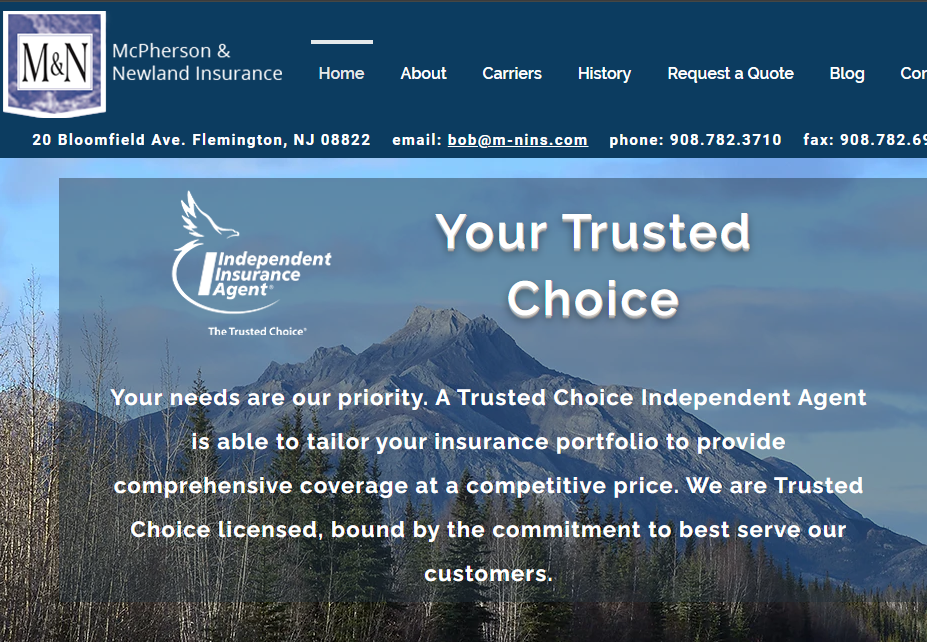 M&N
McPherson &
Newland Insurance
Home About Carriers History Request a Quote Blog
20 Bloomfield Ave. Flemington, NJ 08822 email: bob@m-nins.com phone: 908.782.3710 fax: 908.782.6
Independent
Insurance
Agent®
The Trusted Choice®
Your Trusted
Choice
Your needs are our priority. A Trusted Choice Independent Agent
is able to tailor your insurance portfolio to provide
comprehensive coverage at a competitive price. We are Trusted
Choice licensed, bound by the commitment to best serve our
customers.